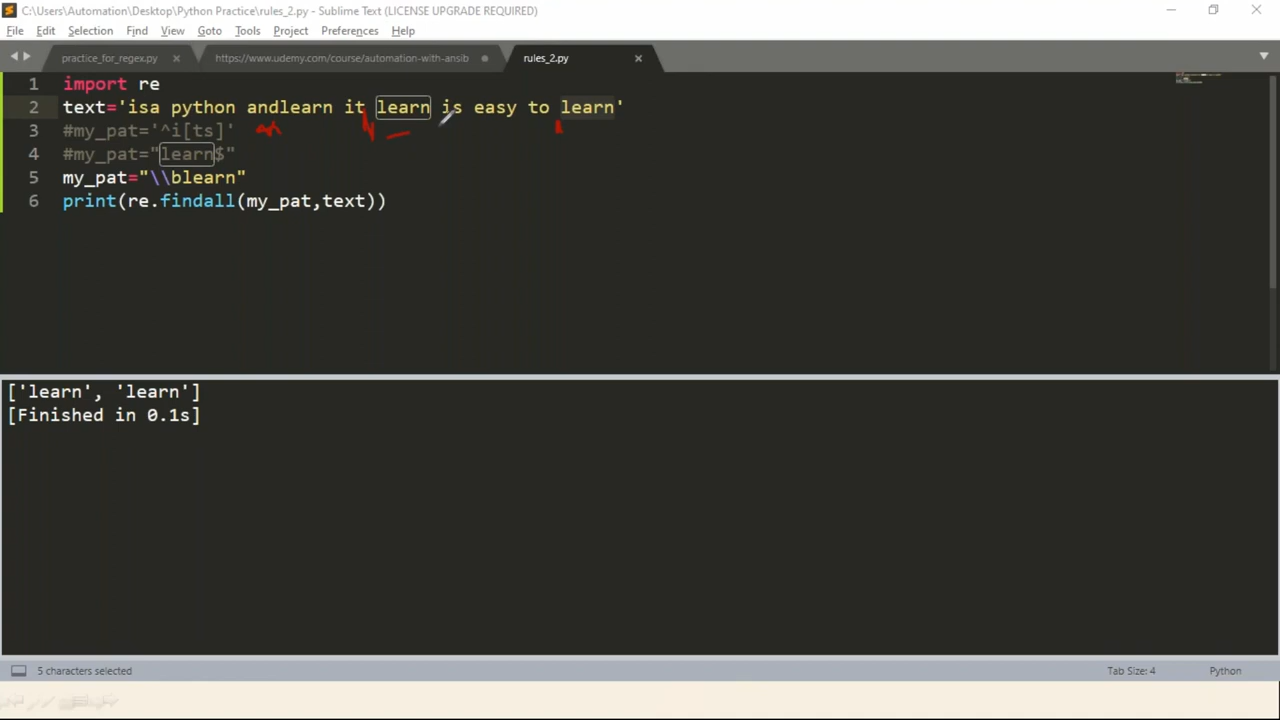 C:\Users\Automation\Desktop\Python Practice\rules_2.py - Sublime Text (LICENSE UPGRADE REQUIRED)
File Edit Selection Find View Goto Tools Project Preferences Help
practice_for_regex.py https://www.udemy.com/course/automation-with-ansib rules_2.py
1 import re
2 text='isa python andlearn it learn is easy to learn'
3 #my_pat='^i[ts]'
4 #my_pat="learn$"
5 my_pat="\\blearn"
6 print(re.findall(my_pat,text))
['learn', 'learn']
[Finished in 0.1s]
5 characters selected Tab Size: 4 Python